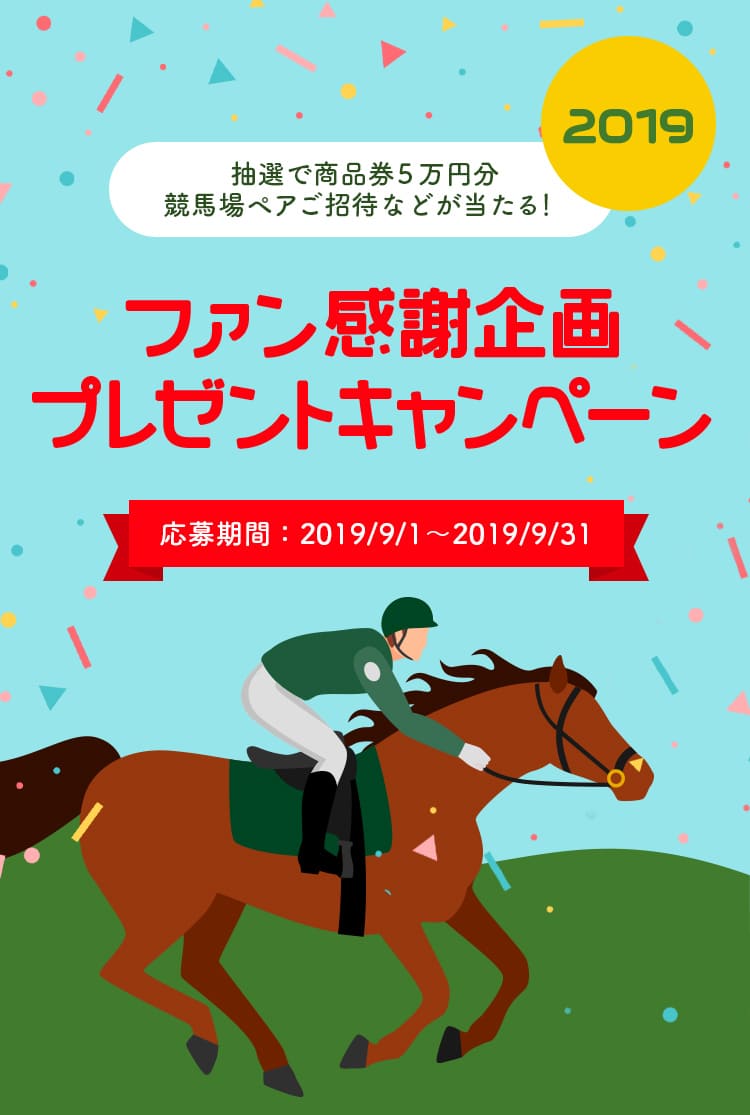 2019
抽選で商品券5万円分
競馬場ペアご招待などが当たる!
ファン感謝企画
プレゼントキャンペーン
応募期間：2019/9/1～2019/9/31